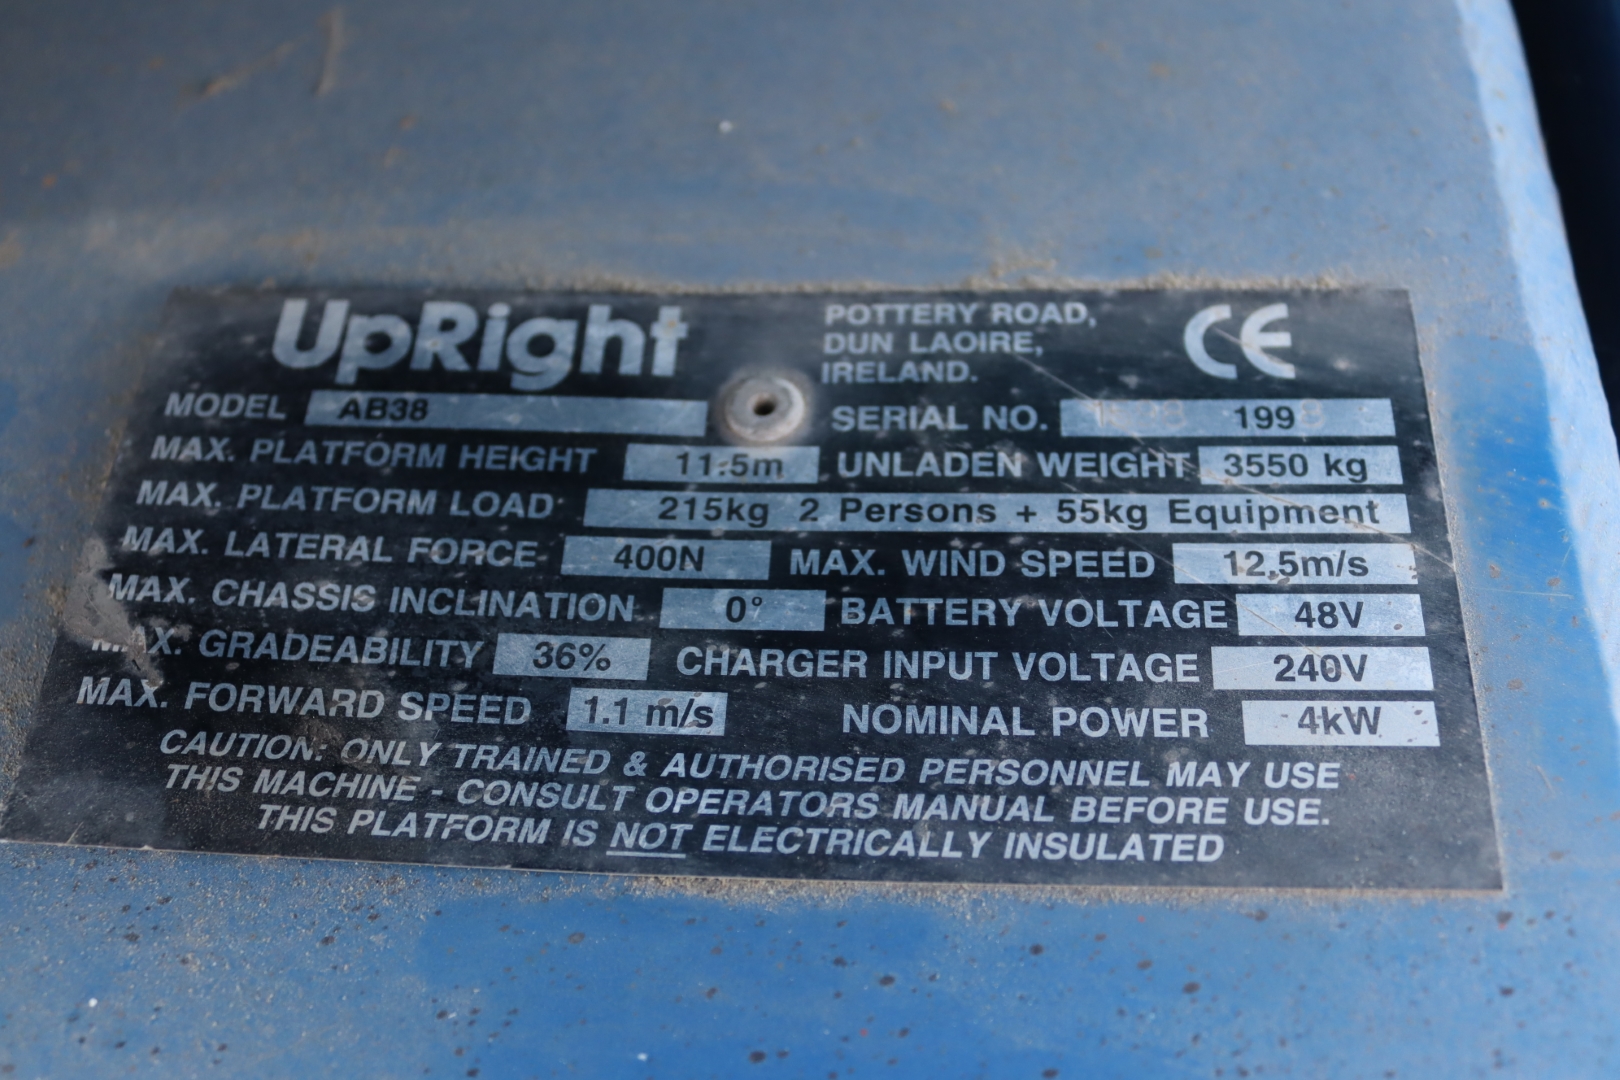 UpRight
POTTERY ROAD,
DUN LAOIRE,
IRELAND.
CE
MODEL AB38
SERIAL NO. 199
MAX. PLATFORM HEIGHT 11.5m UNLADEN WEIGHT 3550 kg
MAX. PLATFORM LOAD 215kg 2 Persons + 55kg Equipment
MAX. LATERAL FORCE 400N MAX. WIND SPEED 12.5m/s
MAX. CHASSIS INCLINATION 0° BATTERY VOLTAGE 48V
MAX. GRADEABILITY 36% CHARGER INPUT VOLTAGE 240V
MAX. FORWARD SPEED 1.1 m/s NOMINAL POWER 4kW
CAUTION: ONLY TRAINED & AUTHORISED PERSONNEL MAY USE
THIS MACHINE - CONSULT OPERATORS MANUAL BEFORE USE.
THIS PLATFORM IS NOT ELECTRICALLY INSULATED